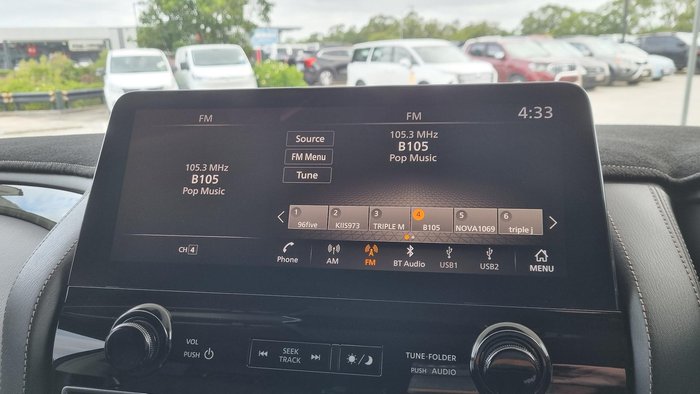 FM
FM
4:33
105.3 MHz
B105
Pop Music
CH 4
Source
FM Menu
Tune
105.3 MHz
B105
Pop Music
1 2 3 4 5 6
96five KIIS973 TRIPLE M B105 NOVA1069 triple j
Phone AM FM BT Audio USB1 USB2 MENU
VOL
PUSH
SEEK
TRACK
TUNE·FOLDER
PUSH AUDIO